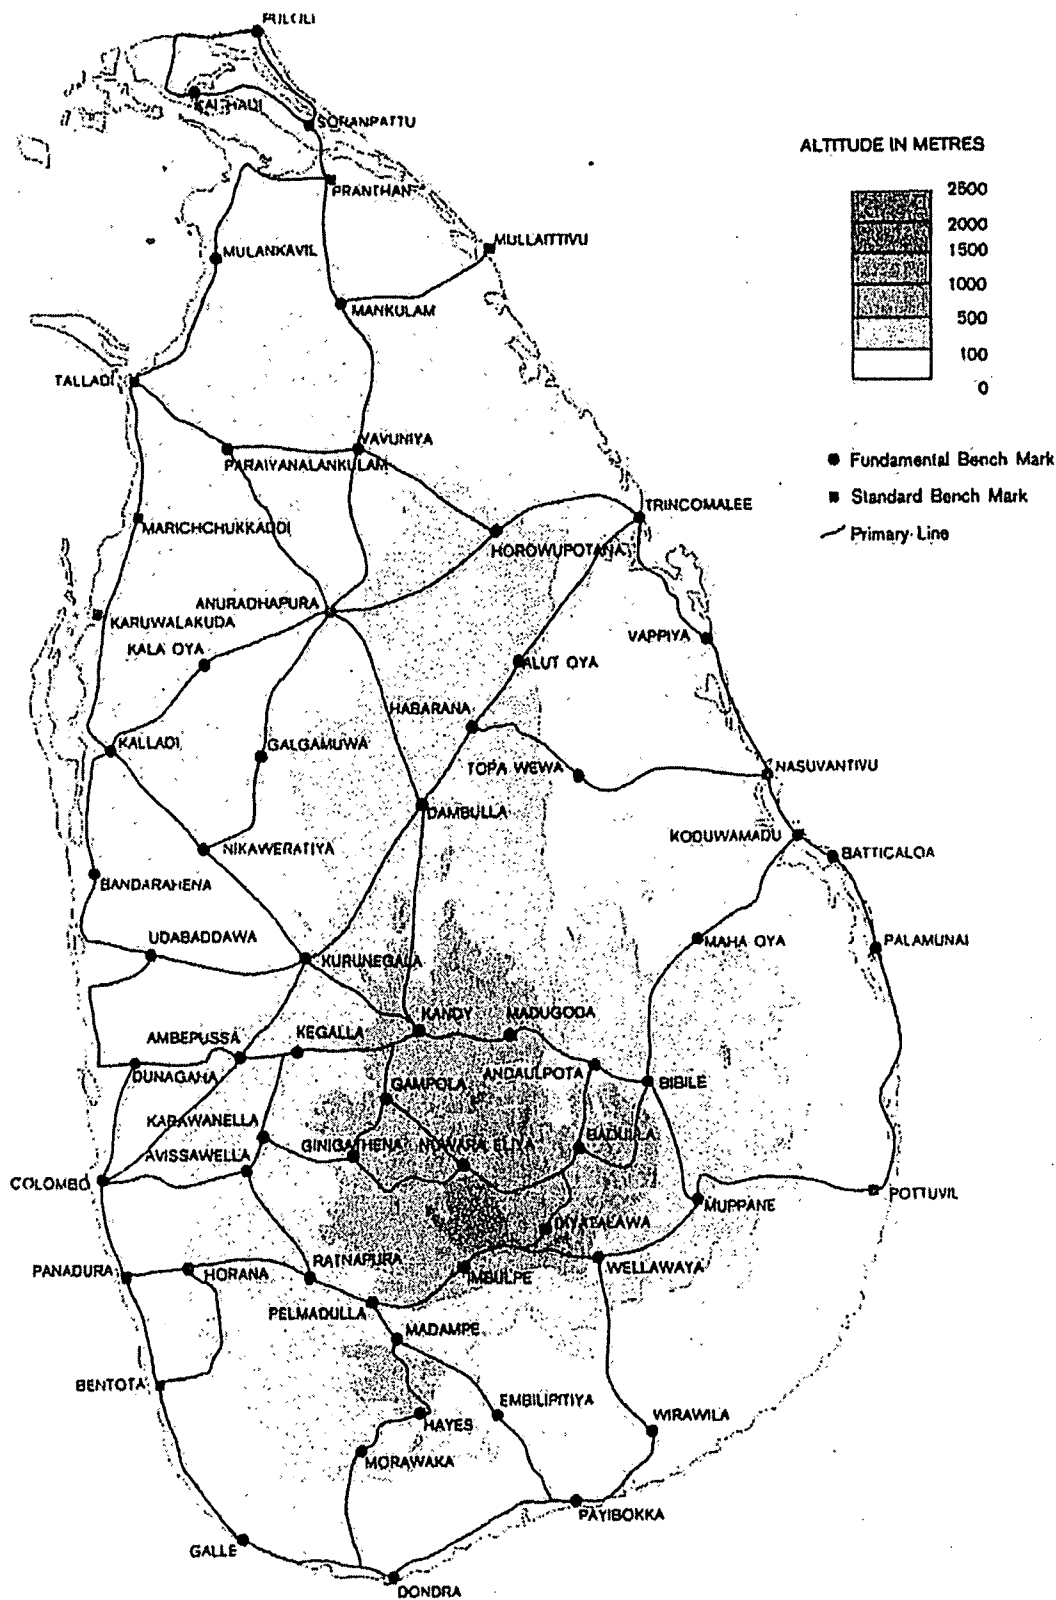 PULCILI
KAITHADI
SORANPATTU
ALTITUDE IN METRES
PRANTHAN
2500
2000
1500
1000
500
100
0
MULANKAVIL
MULLAITTIVU
MANKULAM
TALLADI
VAVUNIYA
PARAIYANALANKULAM
Fundamental Bench Mark
Standard Bench Mark
Primary Line
TRINCOMALEE
MARICHCHUKKADDI
HOROWUPOTANA
ANURADHAPURA
KARUWALAKUDA
VAPPIYA
KALA OYA
ALUT OYA
HABARANA
KALLADI
GALGAMUWA
TOPA WEWA
NASUVANTIVU
DAMBULLA
KODUWAMADU
NIKAWERATIYA
BATTICALOA
BANDARAHENA
UDABADDAWA
MAHA OYA
PALAMUNAI
KURUNEGALA
KANDY
MADUGODA
AMBEPUSSA
KEGALLA
DUNAGAHA
GAMPOLA
ANDAULPOTA
BIBILE
KARAWANELLA
GINIGATHENA
NUWARA ELIYA
BADULLA
AVISSAWELLA
COLOMBO
POTTUVIL
MUPPANE
DIYATALAWA
PANADURA
HORANA
RATNAPURA
MBULPE
WELLAWAYA
PELMADULLA
MADAMPE
BENTOTA
EMBILIPITIYA
HAYES
WIRAWILA
MORAWAKA
PAYIBOKKA
GALLE
DONDRA